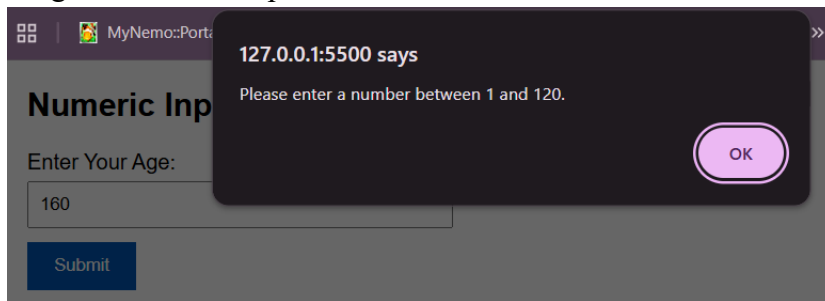 MyNemo::Porta
»
127.0.0.1:5500 says
Please enter a number between 1 and 120.
OK
Numeric Inp
Enter Your Age:
160
Submit